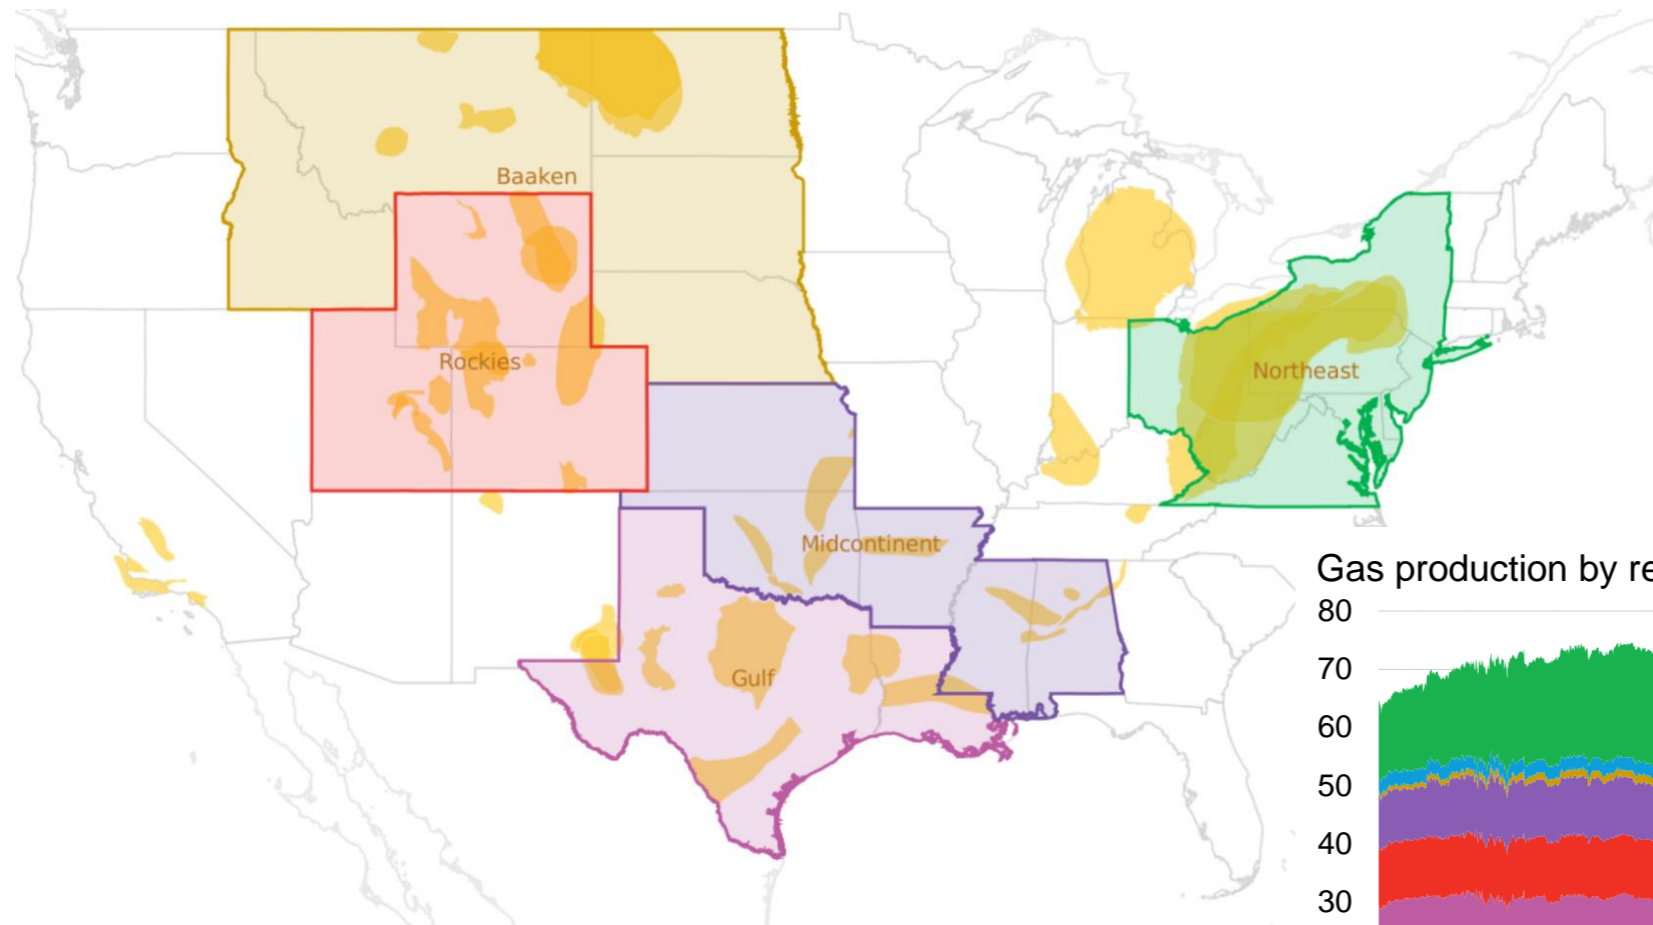 Baaken
Rockies
Northeast
Midcontinent
Gulf
Gas production by re
80
70
60
50
40
30